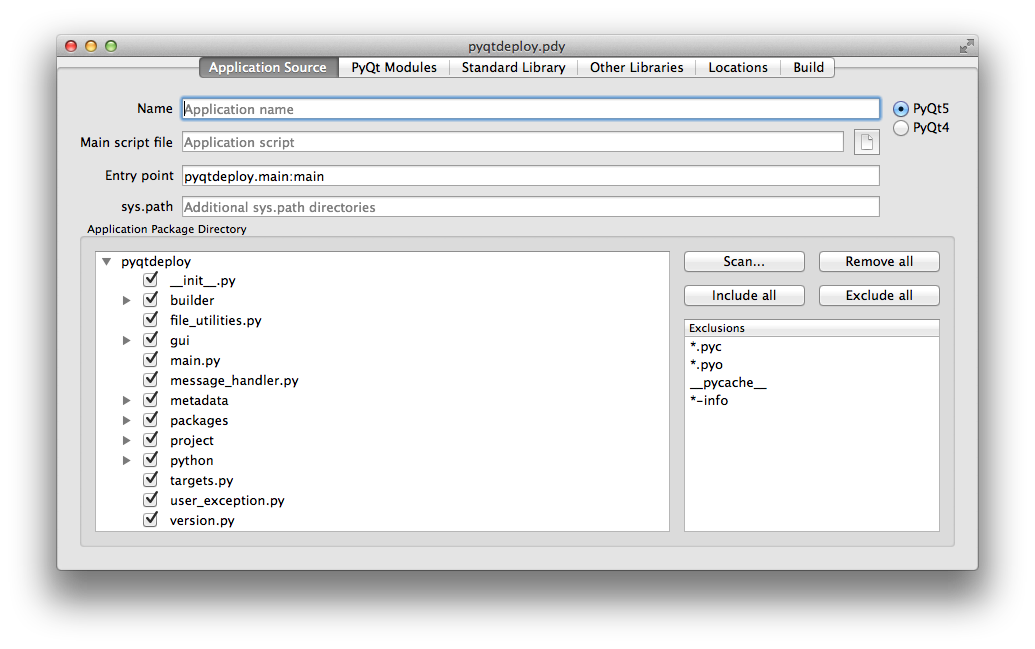 pyqtdeploy.pdy
Application Source PyQt Modules Standard Library Other Libraries Locations Build
Name Application name PyQt5
PyQt4
Main script file Application script
Entry point pyqtdeploy.main:main
sys.path Additional sys.path directories
Application Package Directory
pyqtdeploy
__init__.py
builder
file_utilities.py
gui
main.py
message_handler.py
metadata
packages
project
python
targets.py
user_exception.py
version.py
Scan... Remove all
Include all Exclude all
Exclusions
*.pyc
*.pyo
__pycache__
*-info